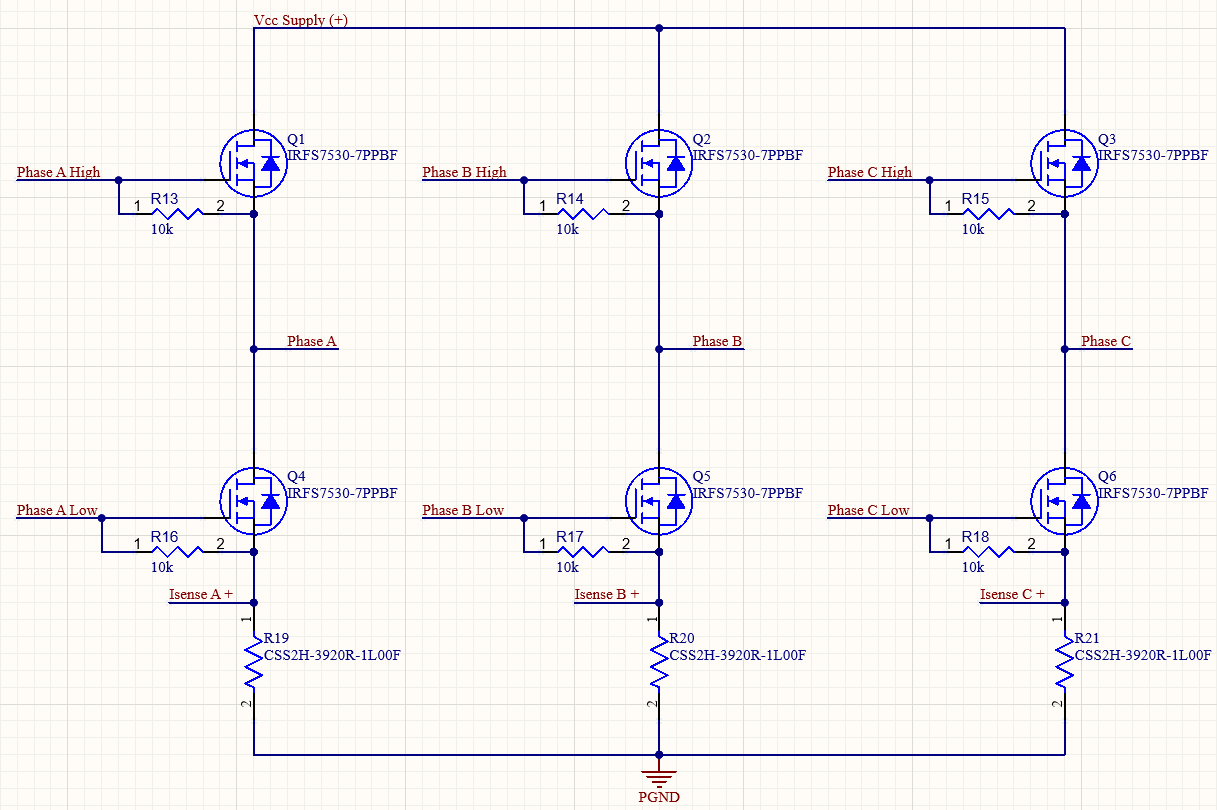 Vcc Supply (+)
Q1
IRFS7530-7PPBF
Q2
IRFS7530-7PPBF
Q3
IRFS7530-7PPBF
Phase A High
Phase B High
Phase C High
1 R13 2
10k
1 R14 2
10k
1 R15 2
10k
Phase A
Phase B
Phase C
Q4
IRFS7530-7PPBF
Q5
IRFS7530-7PPBF
Q6
IRFS7530-7PPBF
Phase A Low
Phase B Low
Phase C Low
1 R16 2
10k
1 R17 2
10k
1 R18 2
10k
Isense A +
Isense B +
Isense C +
1
R19
CSS2H-3920R-1L00F
2
1
R20
CSS2H-3920R-1L00F
2
1
R21
CSS2H-3920R-1L00F
2
PGND